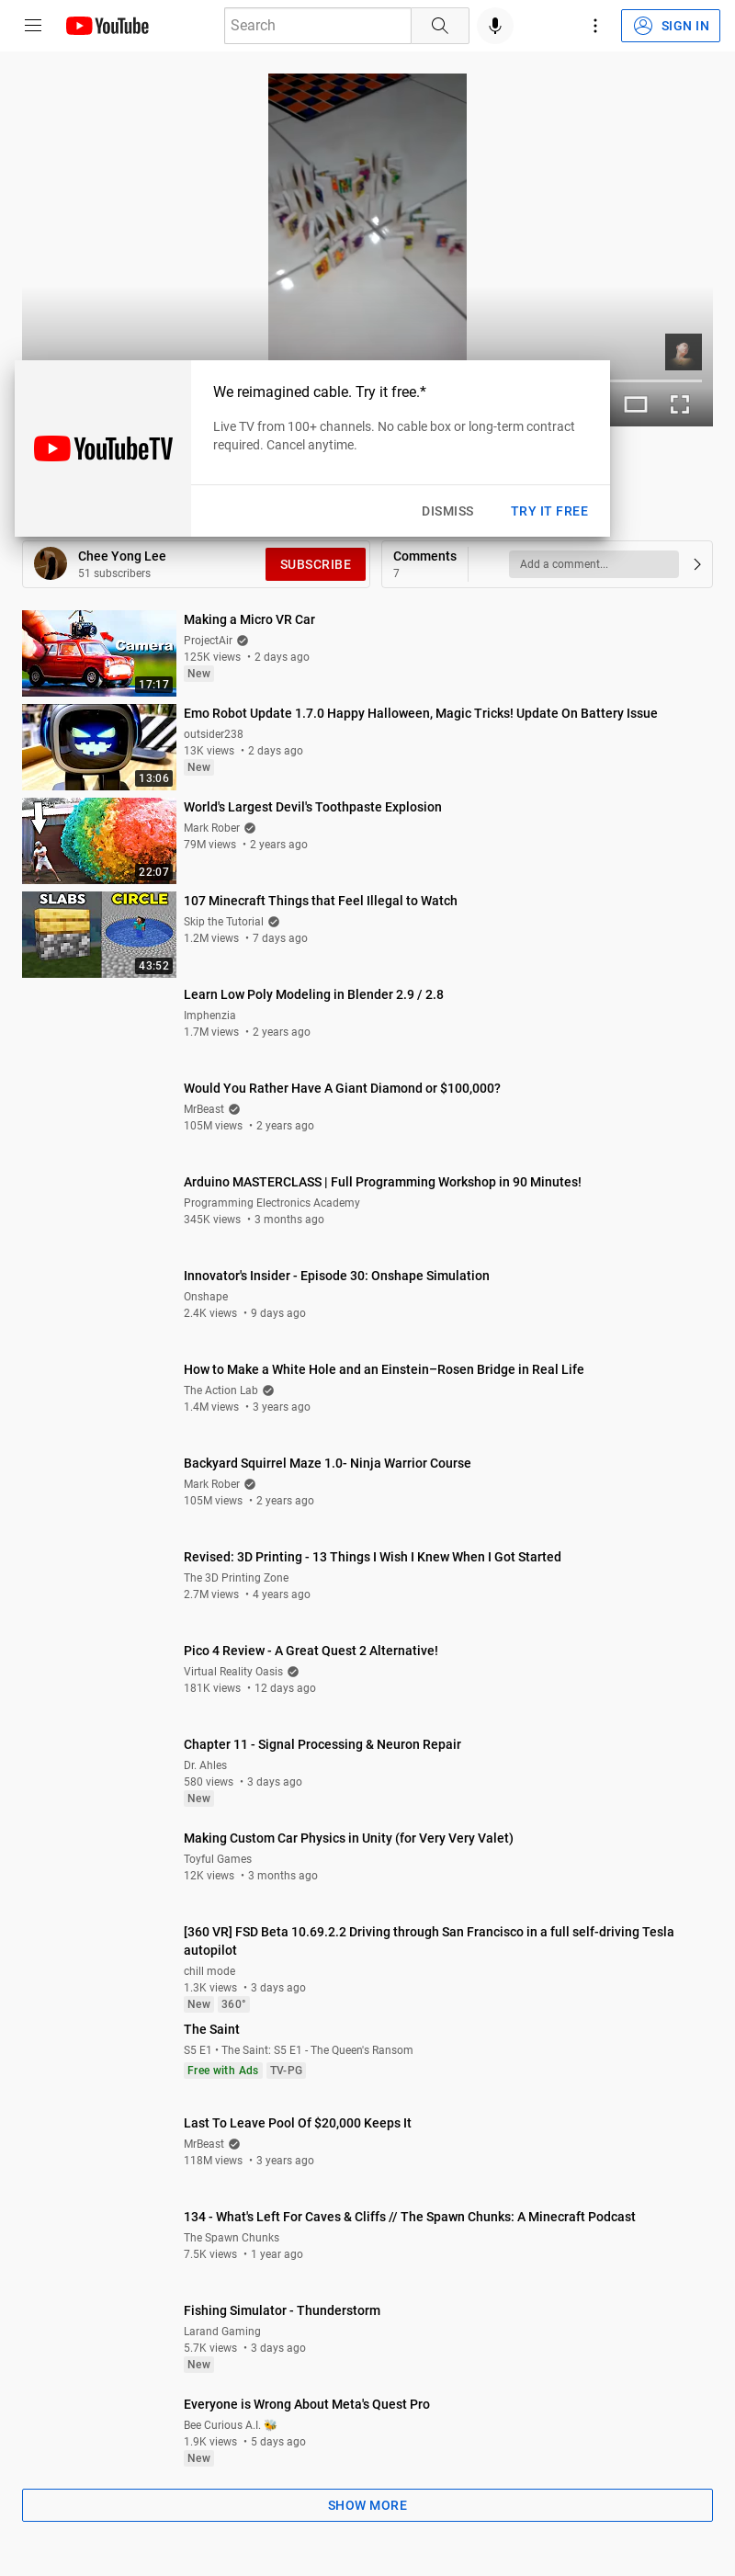 YouTube
Search
SIGN IN
We reimagined cable. Try it free.*
Live TV from 100+ channels. No cable box or long-term contract
required. Cancel anytime.
YouTubeTV
DISMISS
TRY IT FREE
Chee Yong Lee
51 subscribers
SUBSCRIBE
Comments
7
Add a comment...
Camera
17:17
Making a Micro VR Car
ProjectAir
125K views • 2 days ago
New
13:06
Emo Robot Update 1.7.0 Happy Halloween, Magic Tricks! Update On Battery Issue
outsider238
13K views • 2 days ago
New
22:07
World's Largest Devil's Toothpaste Explosion
Mark Rober
79M views • 2 years ago
SLABS
CIRCLE
43:52
107 Minecraft Things that Feel Illegal to Watch
Skip the Tutorial
1.2M views • 7 days ago
Learn Low Poly Modeling in Blender 2.9 / 2.8
Imphenzia
1.7M views • 2 years ago
Would You Rather Have A Giant Diamond or $100,000?
MrBeast
105M views • 2 years ago
Arduino MASTERCLASS | Full Programming Workshop in 90 Minutes!
Programming Electronics Academy
345K views • 3 months ago
Innovator's Insider - Episode 30: Onshape Simulation
Onshape
2.4K views • 9 days ago
How to Make a White Hole and an Einstein–Rosen Bridge in Real Life
The Action Lab
1.4M views • 3 years ago
Backyard Squirrel Maze 1.0- Ninja Warrior Course
Mark Rober
105M views • 2 years ago
Revised: 3D Printing - 13 Things I Wish I Knew When I Got Started
The 3D Printing Zone
2.7M views • 4 years ago
Pico 4 Review - A Great Quest 2 Alternative!
Virtual Reality Oasis
181K views • 12 days ago
Chapter 11 - Signal Processing & Neuron Repair
Dr. Ahles
580 views • 3 days ago
New
Making Custom Car Physics in Unity (for Very Very Valet)
Toyful Games
12K views • 3 months ago
[360 VR] FSD Beta 10.69.2.2 Driving through San Francisco in a full self-driving Tesla
autopilot
chill mode
1.3K views • 3 days ago
New 360°
The Saint
S5 E1 • The Saint: S5 E1 - The Queen's Ransom
Free with Ads TV-PG
Last To Leave Pool Of $20,000 Keeps It
MrBeast
118M views • 3 years ago
134 - What's Left For Caves & Cliffs // The Spawn Chunks: A Minecraft Podcast
The Spawn Chunks
7.5K views • 1 year ago
Fishing Simulator - Thunderstorm
Larand Gaming
5.7K views • 3 days ago
New
Everyone is Wrong About Meta's Quest Pro
Bee Curious A.I. 🐝
1.9K views • 5 days ago
New
SHOW MORE